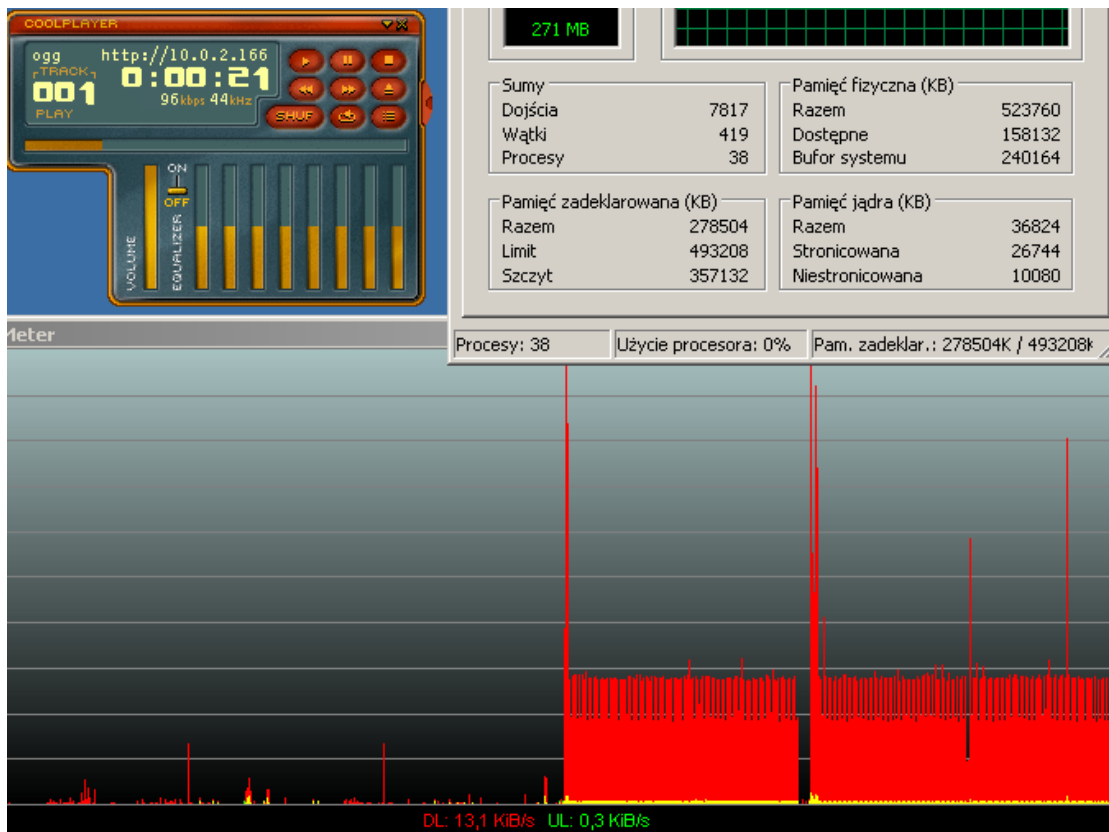 COOLPLAYER
ogg http://10.0.2.166
TRACK
001 0:00:21
96kbps 44kHz
PLAY
SHUF
ON
OFF
VOLUME
EQUALIZER
271 MB
Sumy
Dojścia 7817
Wątki 419
Procesy 38
Pamięć fizyczna (KB)
Razem 523760
Dostępne 158132
Bufor systemu 240164
Pamięć zadeklarowana (KB)
Razem 278504
Limit 493208
Szczyt 357132
Pamięć jądra (KB)
Razem 36824
Stronicowana 26744
Niestronicowana 10080
Procesy: 38 Użycie procesora: 0% Pam. zadeklar.: 278504K / 493208K
Meter
DL: 13,1 KiB/s UL: 0,3 KiB/s